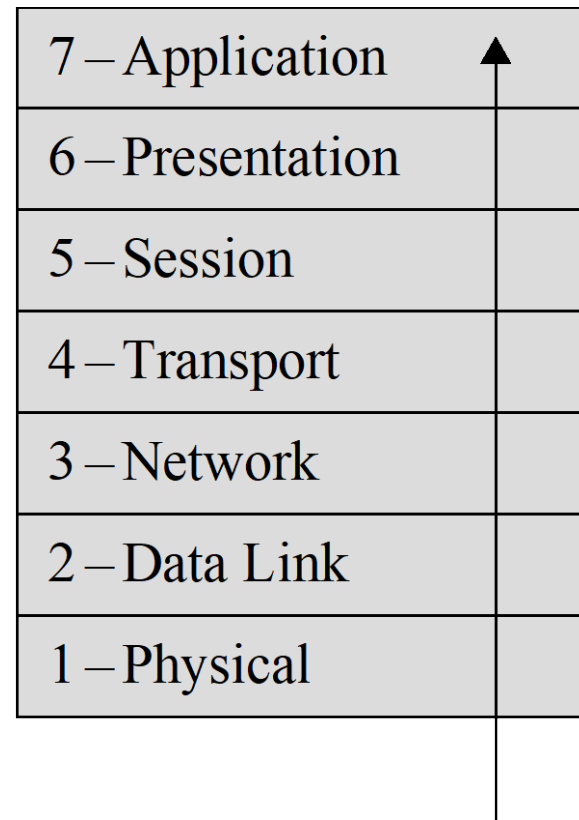 7 – Application
6 – Presentation
5 – Session
4 – Transport
3 – Network
2 – Data Link
1 – Physical